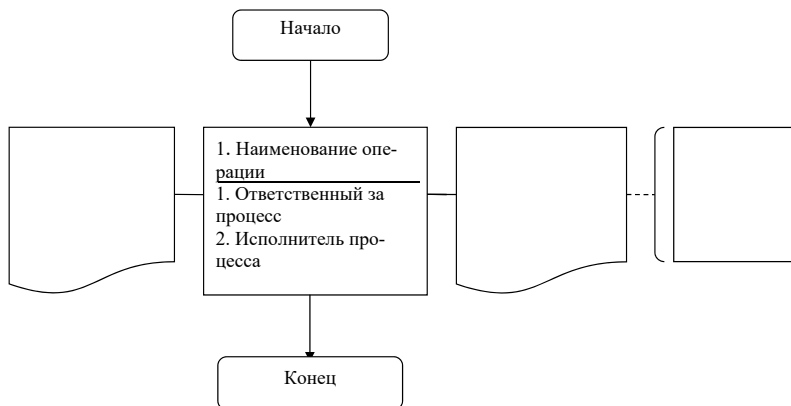 Начало
1. Наименование опе-
рации
1. Ответственный за
процесс
2. Исполнитель про-
цесса
Конец